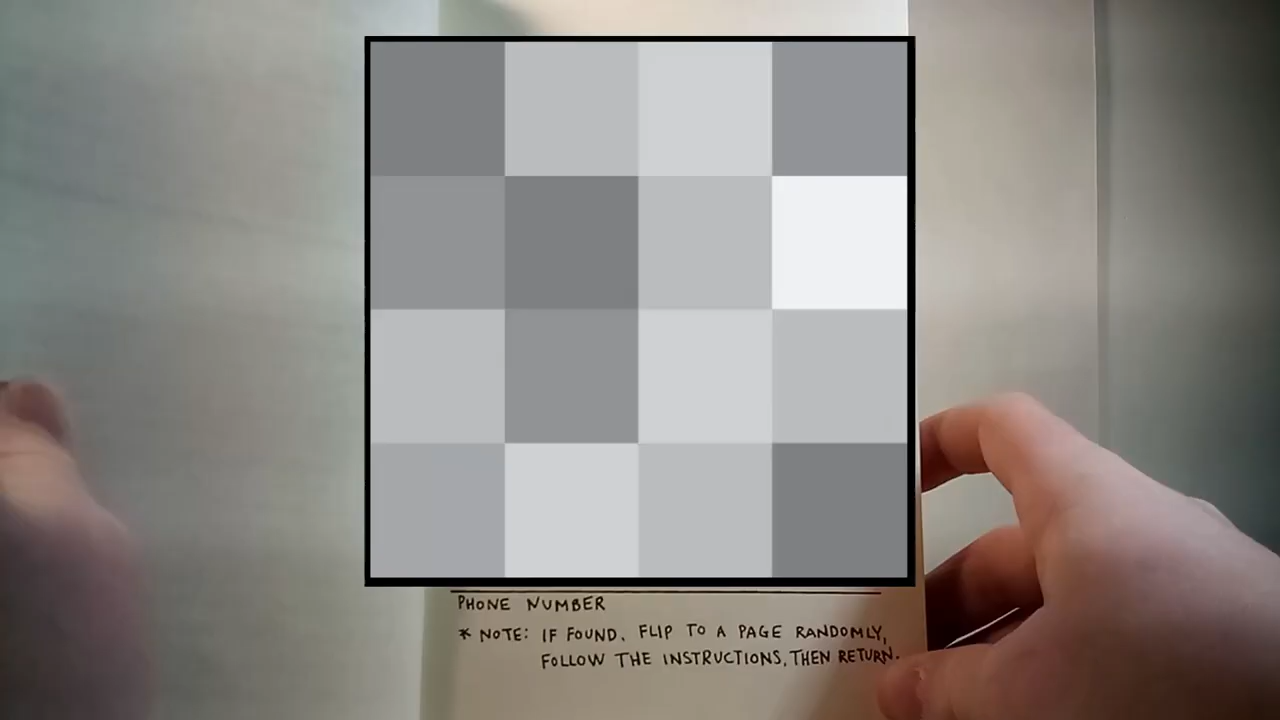 PHONE NUMBER
* NOTE: IF FOUND, FLIP TO A PAGE RANDOMLY,
FOLLOW THE INSTRUCTIONS, THEN RETURN.